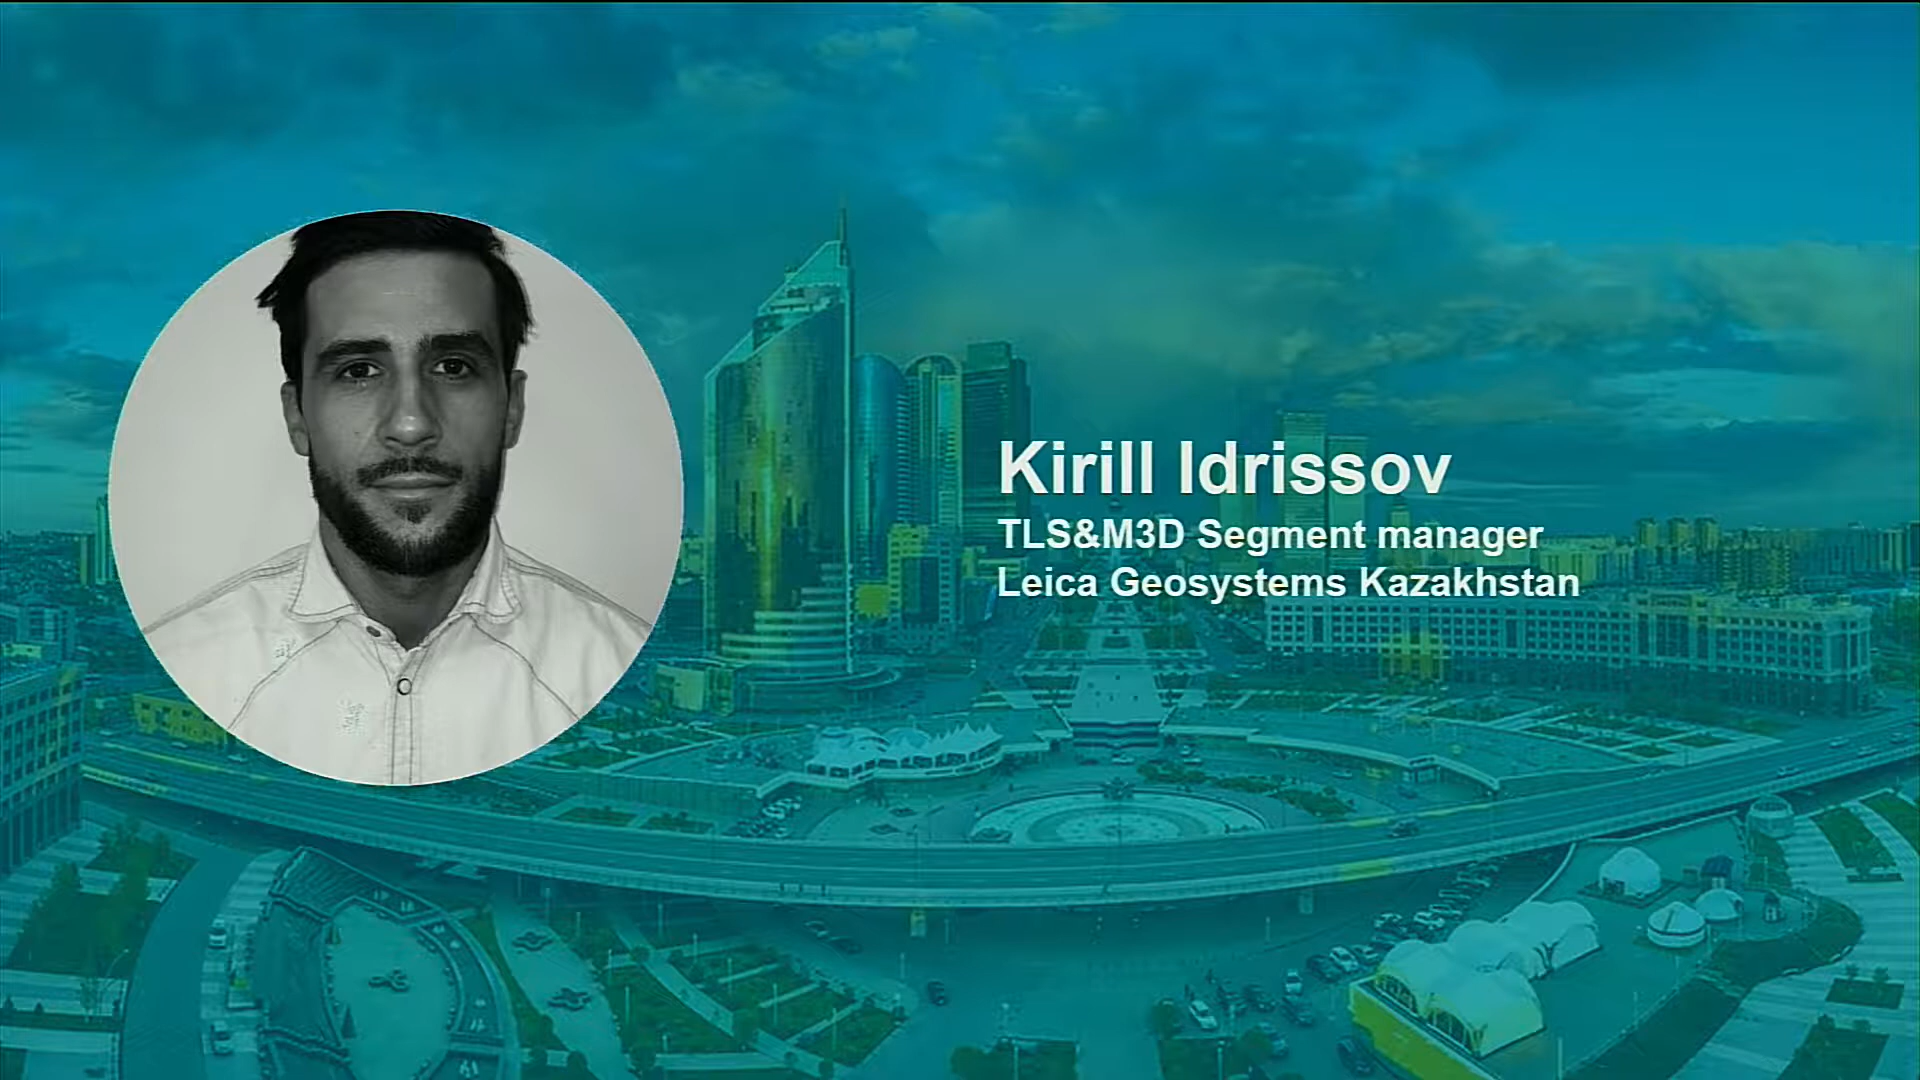 Kirill Idrissov
TLS&M3D Segment manager
Leica Geosystems Kazakhstan